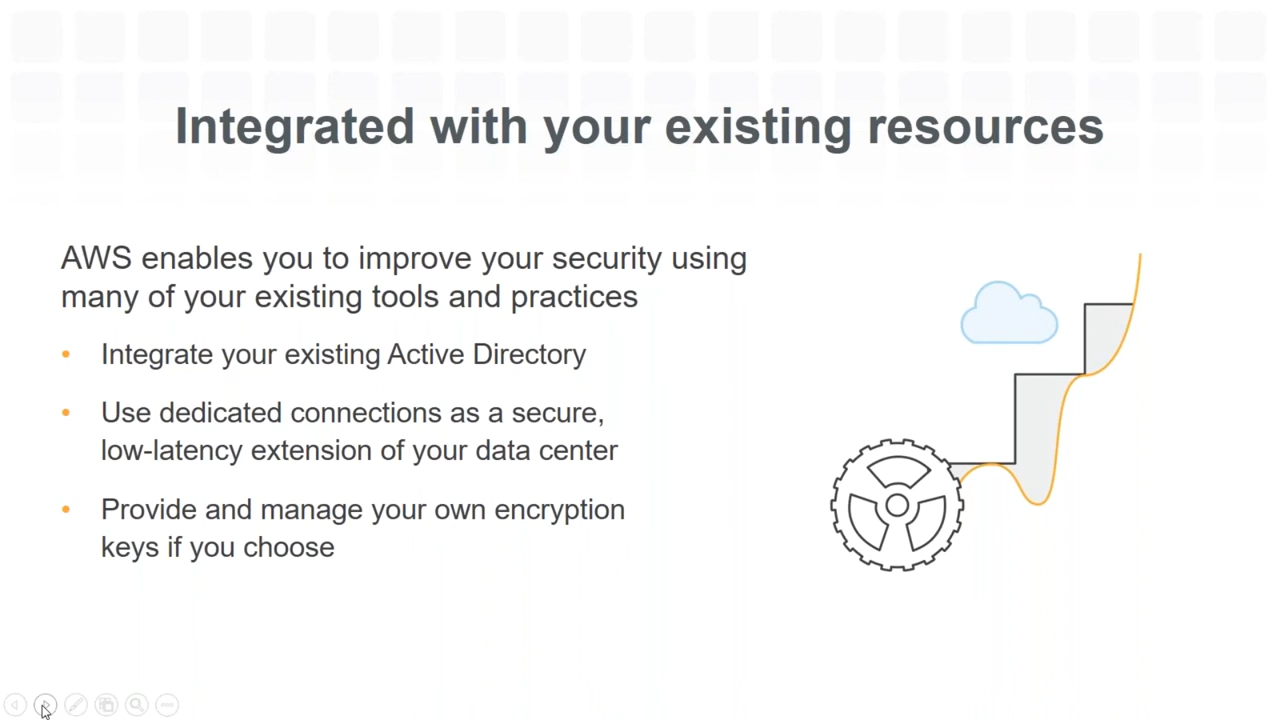 Integrated with your existing resources
AWS enables you to improve your security using
many of your existing tools and practices
• Integrate your existing Active Directory
• Use dedicated connections as a secure,
low-latency extension of your data center
• Provide and manage your own encryption
keys if you choose